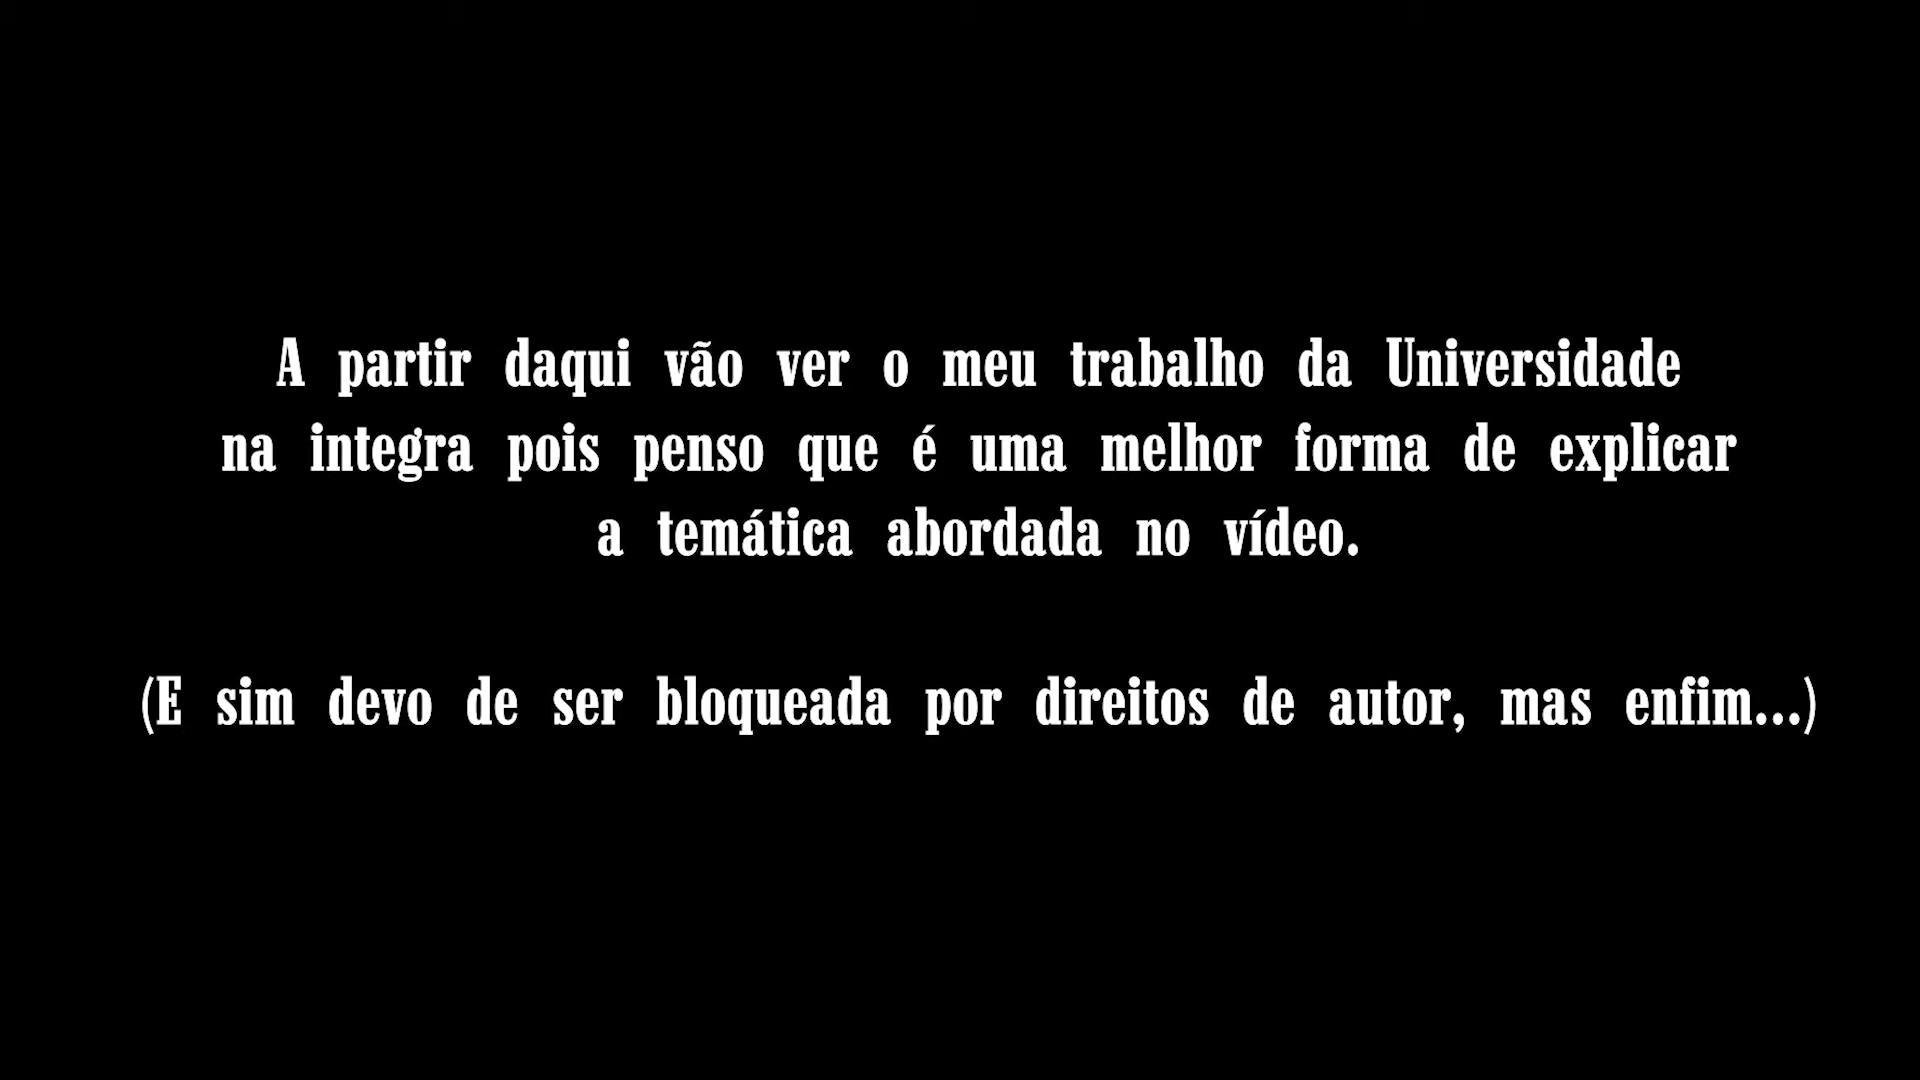 A partir daqui vão ver o meu trabalho da Universidade
na integra pois penso que é uma melhor forma de explicar
a temática abordada no vídeo.
(E sim devo de ser bloqueada por direitos de autor, mas enfim...)